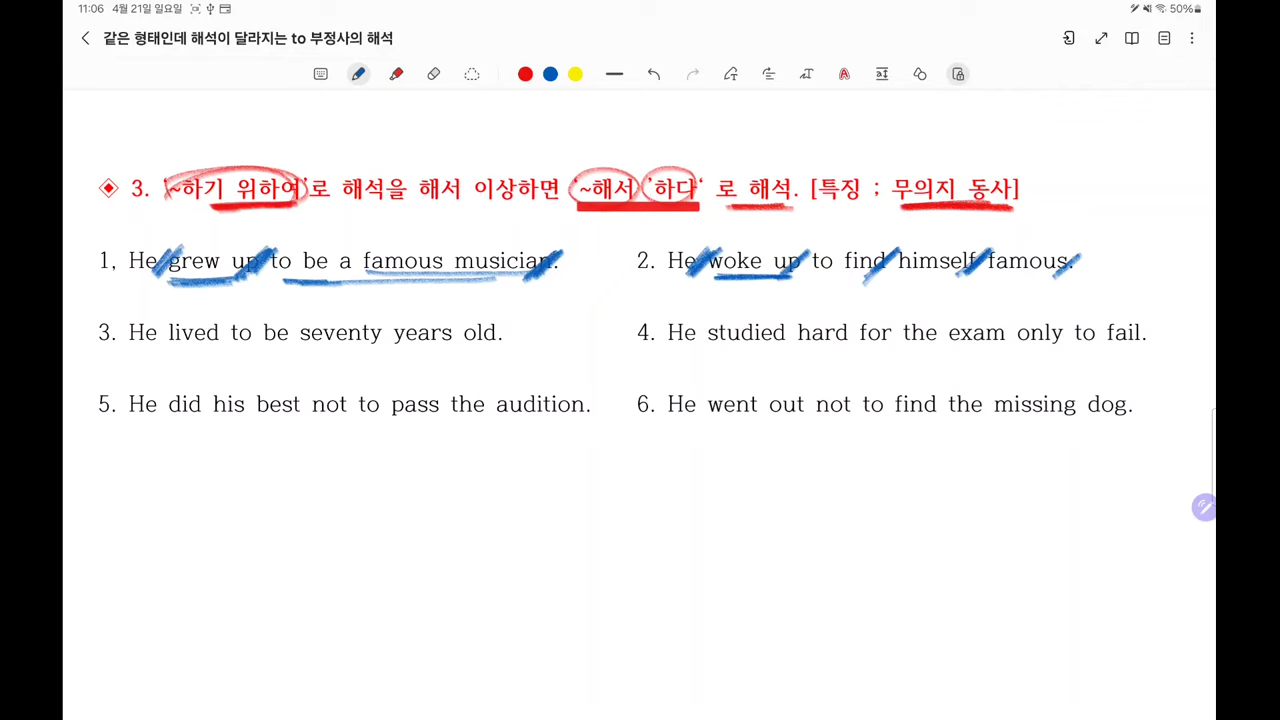 11:06 4월 21일 일요일 50%
같은 형태인데 해석이 달라지는 to 부정사의 해석
◈ 3. '~하기 위하여'로 해석을 해서 이상하면 '~해서 '하다' 로 해석. [특징 ; 무의지 동사]
1, He grew up to be a famous musician. 2. He woke up to find himself famous.
3. He lived to be seventy years old. 4. He studied hard for the exam only to fail.
5. He did his best not to pass the audition. 6. He went out not to find the missing dog.